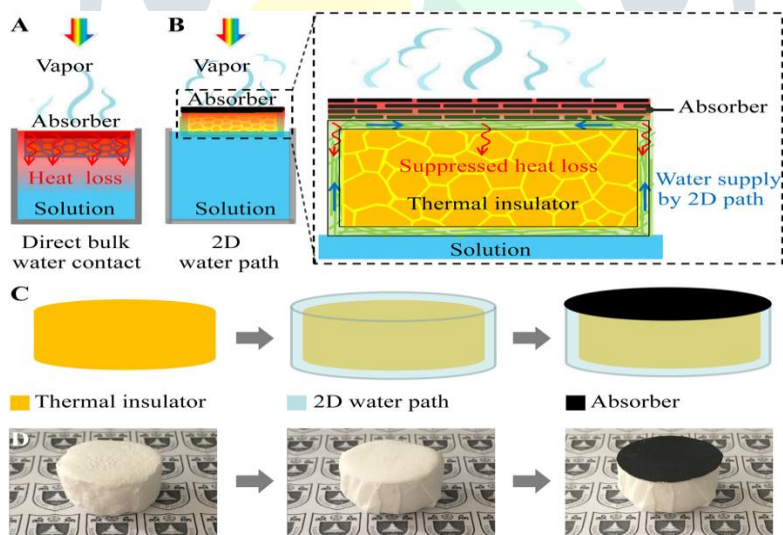 A
Vapor
Absorber
Heat loss
Solution
Direct bulk
water contact
B
Vapor
Absorber
Solution
2D
water path
Absorber
Suppressed heat loss
Thermal insulator
Water supply
by 2D path
Solution
C
Thermal insulator
2D water path
Absorber
D